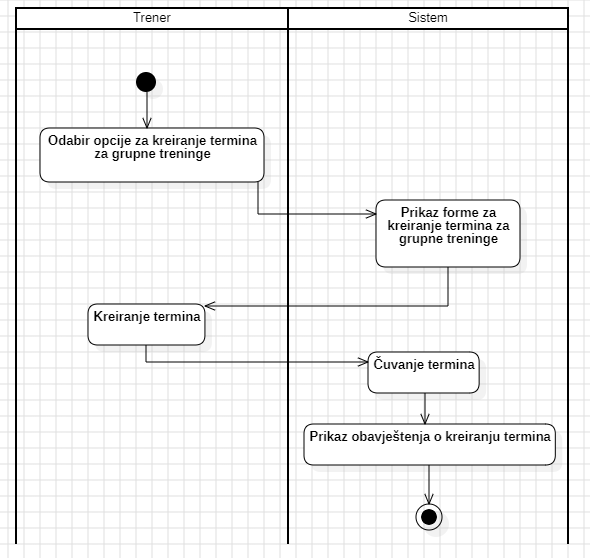 Trener
Sistem
Odabir opcije za kreiranje termina
za grupne treninge
Prikaz forme za
kreiranje termina za
grupne treninge
Kreiranje termina
Čuvanje termina
Prikaz obavještenja o kreiranju termina